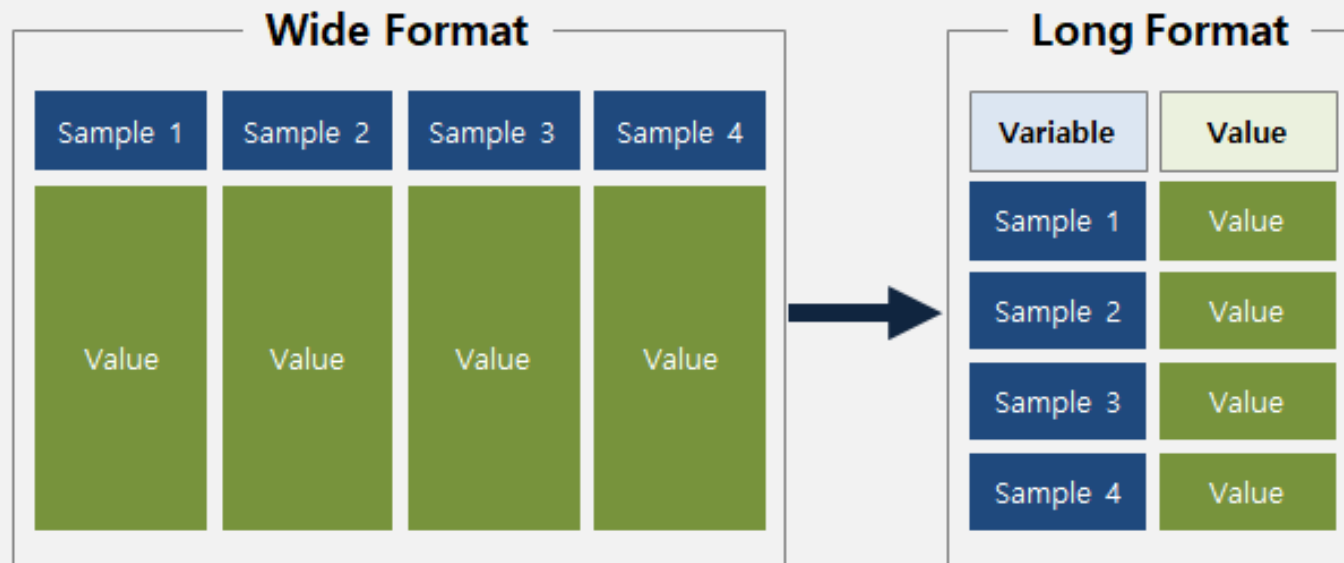 Wide Format
Sample 1 Sample 2 Sample 3 Sample 4
Value Value Value Value
Long Format
Variable Value
Sample 1 Value
Sample 2 Value
Sample 3 Value
Sample 4 Value